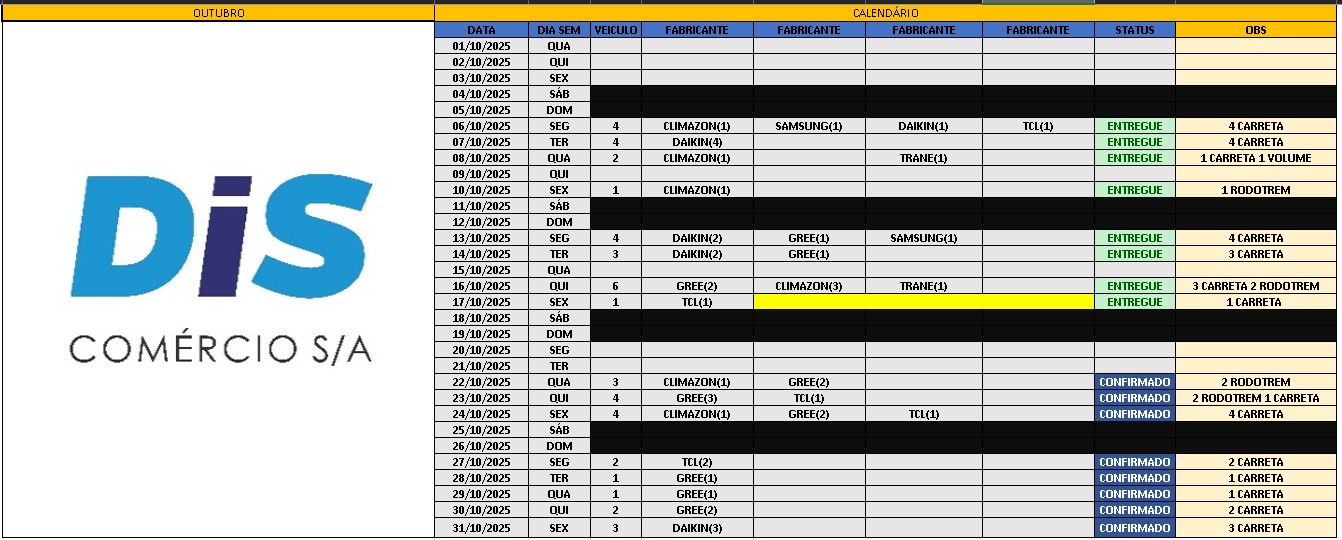 OUTUBRO CALENDÁRIO
DATA DIA SEM VEICULO FABRICANTE FABRICANTE FABRICANTE FABRICANTE STATUS OBS
01/10/2025 QUA
02/10/2025 QUI
03/10/2025 SEX
04/10/2025 SÁB
05/10/2025 DOM
06/10/2025 SEG 4 CLIMAZON(1) SAMSUNG(1) DAIKIN(1) TCL(1) ENTREGUE 4 CARRETA
07/10/2025 TER 4 DAIKIN(4) ENTREGUE 4 CARRETA
08/10/2025 QUA 2 CLIMAZON(1) TRANE(1) ENTREGUE 1 CARRETA 1 VOLUME
09/10/2025 QUI
10/10/2025 SEX 1 CLIMAZON(1) ENTREGUE 1 RODOTREM
11/10/2025 SÁB
12/10/2025 DOM
13/10/2025 SEG 4 DAIKIN(2) GREE(1) SAMSUNG(1) ENTREGUE 4 CARRETA
14/10/2025 TER 3 DAIKIN(2) GREE(1) ENTREGUE 3 CARRETA
15/10/2025 QUA
16/10/2025 QUI 6 GREE(2) CLIMAZON(3) TRANE(1) ENTREGUE 3 CARRETA 2 RODOTREM
17/10/2025 SEX 1 TCL(1) ENTREGUE 1 CARRETA
18/10/2025 SÁB
19/10/2025 DOM
20/10/2025 SEG
21/10/2025 TER
22/10/2025 QUA 3 CLIMAZON(1) GREE(2) CONFIRMADO 2 RODOTREM
23/10/2025 QUI 4 GREE(3) TCL(1) CONFIRMADO 2 RODOTREM 1 CARRETA
24/10/2025 SEX 4 CLIMAZON(1) GREE(2) TCL(1) CONFIRMADO 4 CARRETA
25/10/2025 SÁB
26/10/2025 DOM
27/10/2025 SEG 2 TCL(2) CONFIRMADO 2 CARRETA
28/10/2025 TER 1 GREE(1) CONFIRMADO 1 CARRETA
29/10/2025 QUA 1 GREE(1) CONFIRMADO 1 CARRETA
30/10/2025 QUI 2 GREE(2) CONFIRMADO 2 CARRETA
31/10/2025 SEX 3 DAIKIN(3) CONFIRMADO 3 CARRETA
DiS
COMÉRCIO S/A